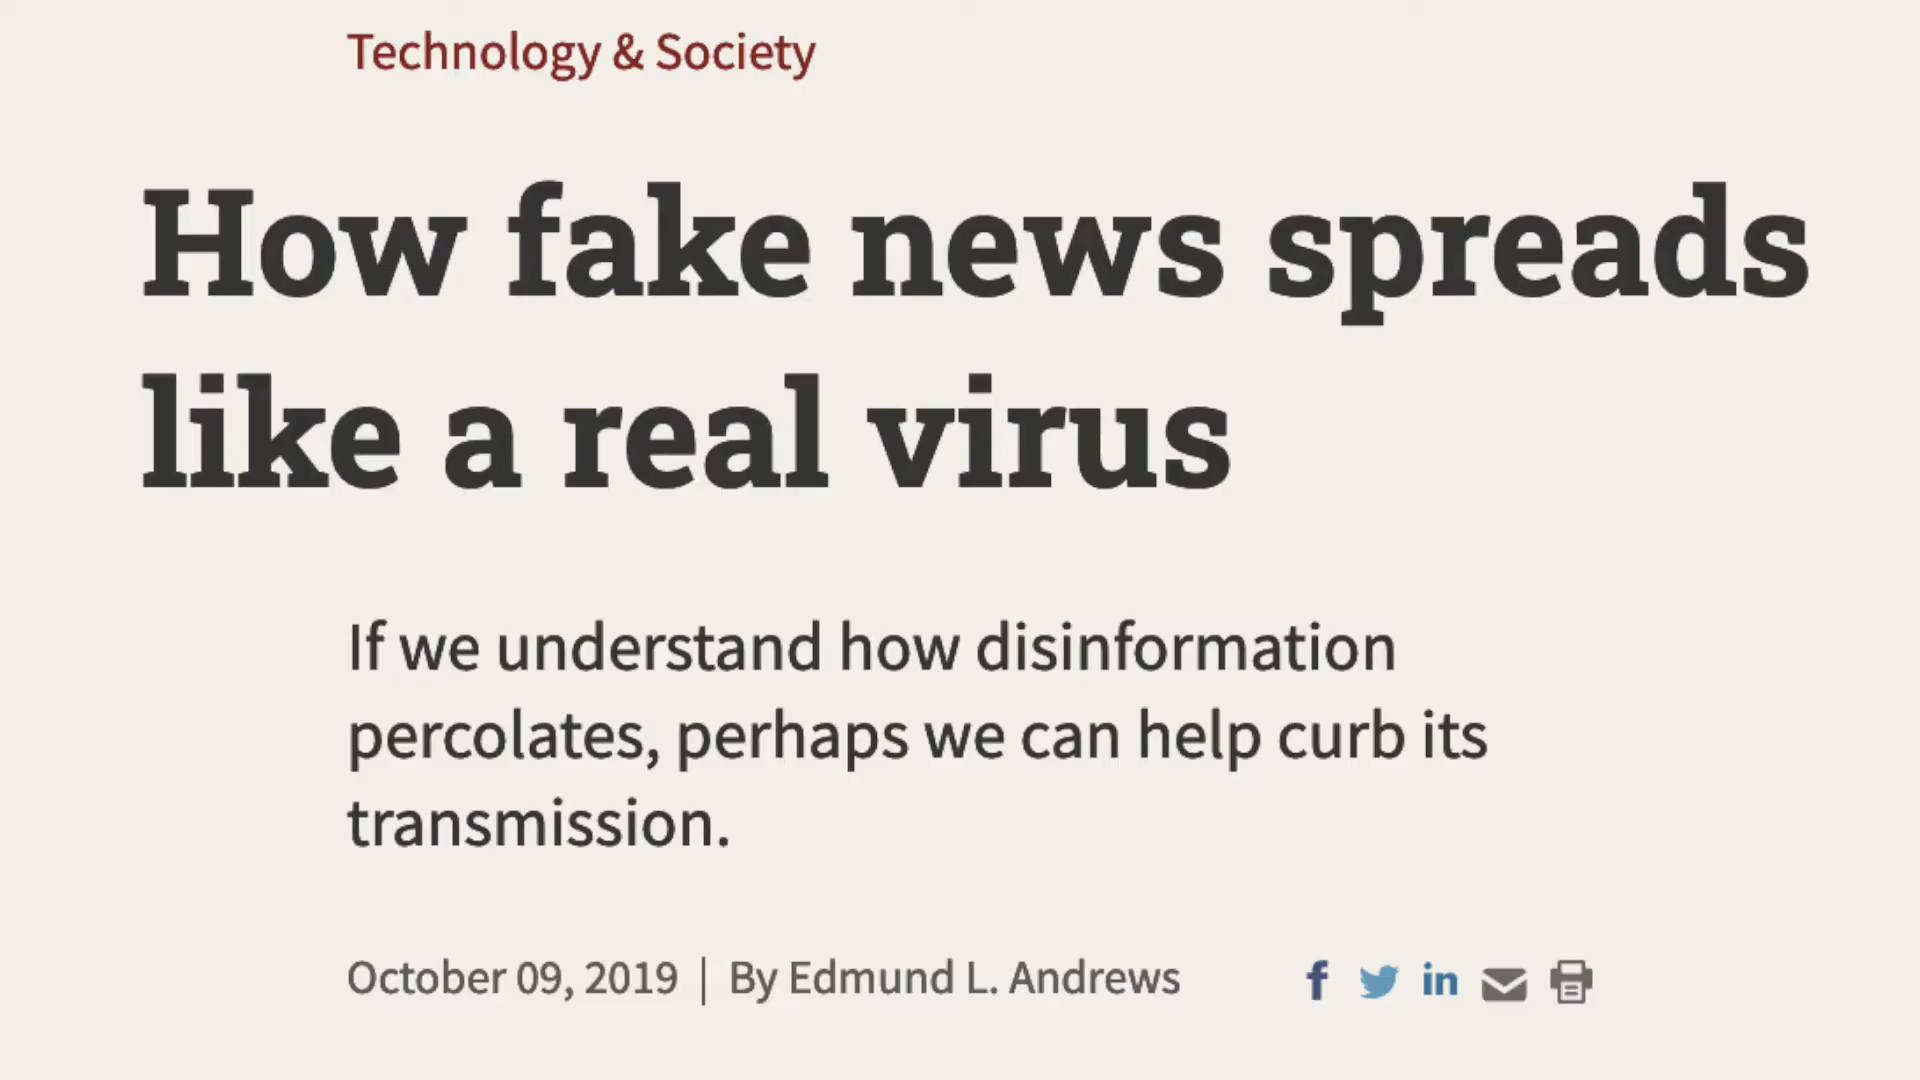 Technology & Society
How fake news spreads
like a real virus
If we understand how disinformation
percolates, perhaps we can help curb its
transmission.
October 09, 2019 | By Edmund L. Andrews